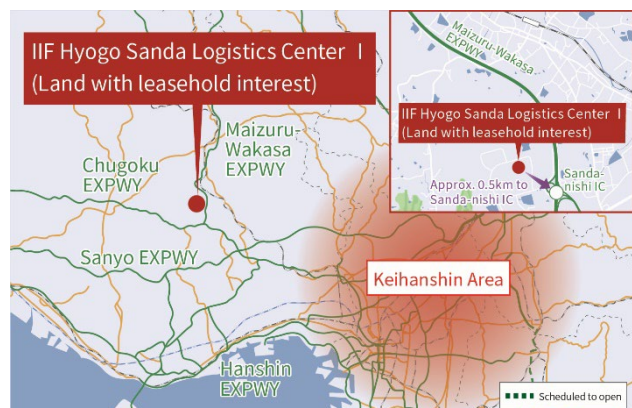 IIF Hyogo Sanda Logistics Center Ⅰ
(Land with leasehold interest)
Maizuru-
Wakasa
EXPWY
Chugoku
EXPWY
Sanyo EXPWY
Keihanshin Area
Hanshin
EXPWY
Scheduled to open
Maizuru-
Wakasa
EXPWY
IIF Hyogo Sanda Logistics Center Ⅰ
(Land with leasehold interest)
Approx. 0.5km to
Sanda-nishi IC
Sanda-
nishi IC